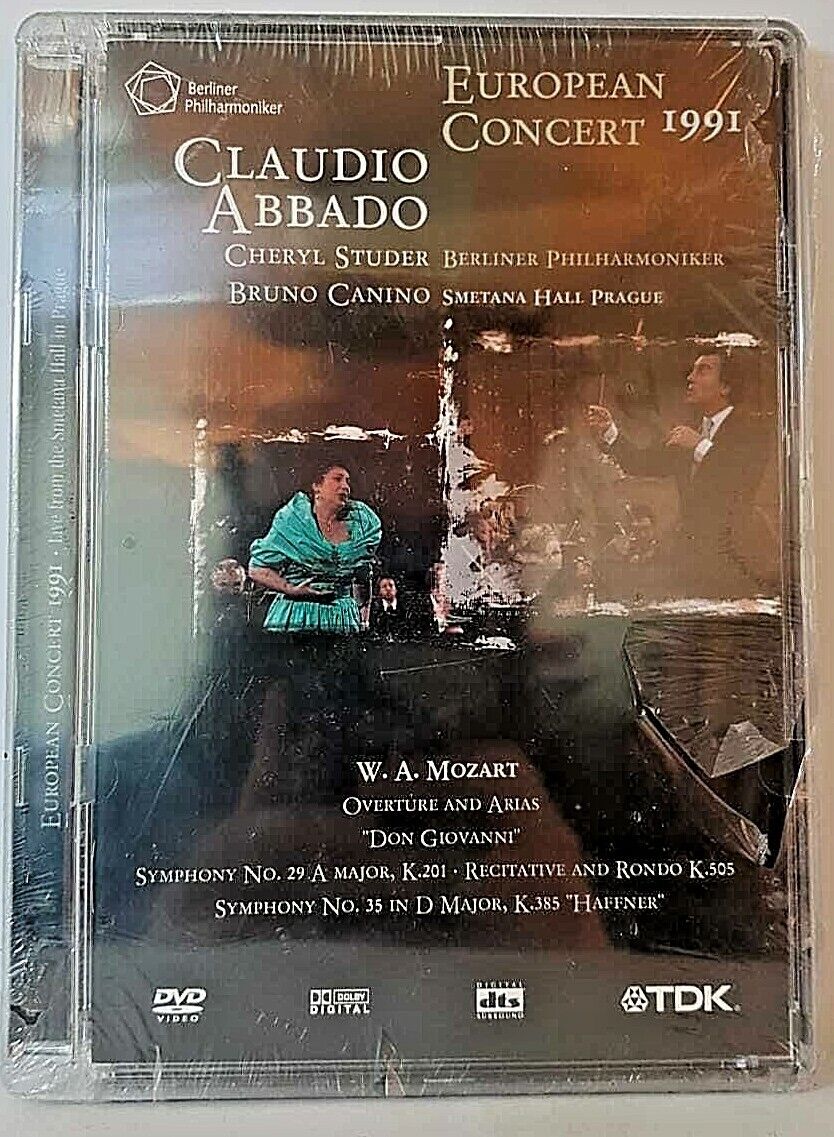 Berliner
Philharmoniker
EUROPEAN
CONCERT 1991
CLAUDIO
ABBADO
CHERYL STUDER BERLINER PHILHARMONIKER
BRUNO CANINO SMETANA HALL PRAGUE
EUROPEAN CONCERT 1991 · Live from the Smetana Hall in Prague
W. A. MOZART
OVERTURE AND ARIAS
"DON GIOVANNI"
SYMPHONY NO. 29 A MAJOR, K.201 · RECITATIVE AND RONDO K.505
SYMPHONY NO. 35 IN D MAJOR, K.385 "HAFFNER"
DVD
VIDEO
DOLBY
DIGITAL
DIGITAL
dts
SURROUND
TDK